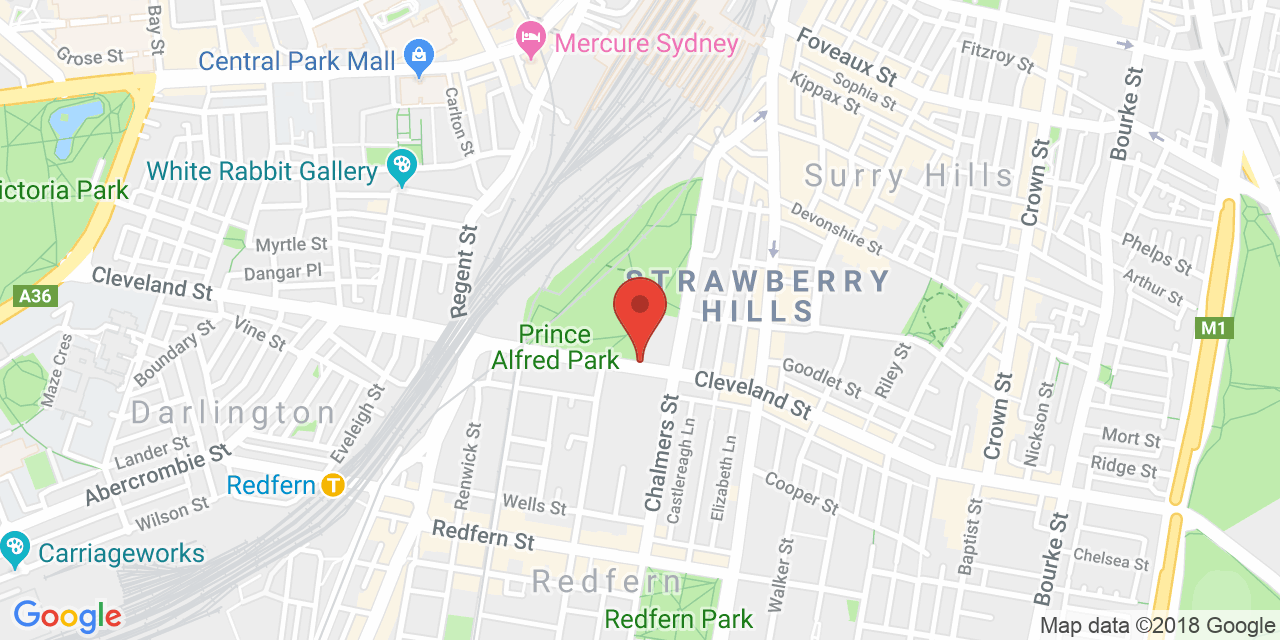 Grose St
Bay St
Central Park Mall
Mercure Sydney
Foveaux St
Fitzroy St
Sophia St
Kippax St
Bourke St
Carlton St
White Rabbit Gallery
Surry Hills
Crown St
ictoria Park
Devonshire St
Myrtle St
Dangar Pl
Regent St
Phelps St
Arthur St
Cleveland St
A36
STRAWBERRY
HILLS
M1
Prince
Alfred Park
Boundary St
Vine St
Maze Cres
Goodlet St
Riley St
Cleveland St
Darlington
Eveleigh St
Chalmers St
Castlereagh Ln
Elizabeth Ln
Crown St
Nickson St
Mort St
Ridge St
Lander St
Abercrombie St
Renwick St
Redfern
T
Wilson St
Wells St
Cooper St
Redfern St
Baptist St
Bourke St
Chelsea St
Carriageworks
Walker St
Redfern
Redfern Park
Google
Map data ©2018 Google